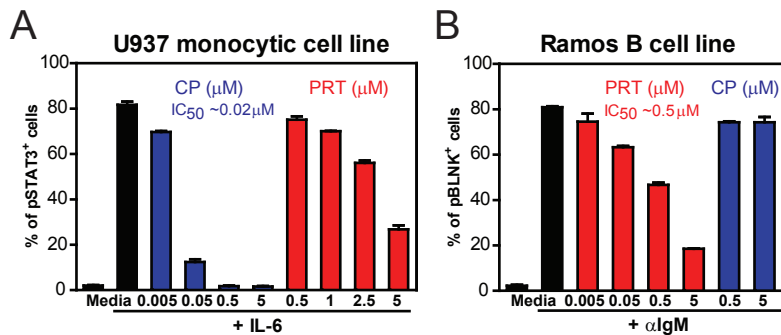 A
U937 monocytic cell line
CP (µM)
IC50 ~0.02µM
PRT (µM)
% of pSTAT3+ cells
100
80
60
40
20
0
Media 0.005 0.05 0.5 5 0.5 1 2.5 5
+ IL-6
B
Ramos B cell line
PRT (µM)
IC50 ~0.5µM
CP (µM)
% of pBLNK+ cells
100
80
60
40
20
0
Media 0.005 0.05 0.5 5 0.5 5
+ αIgM